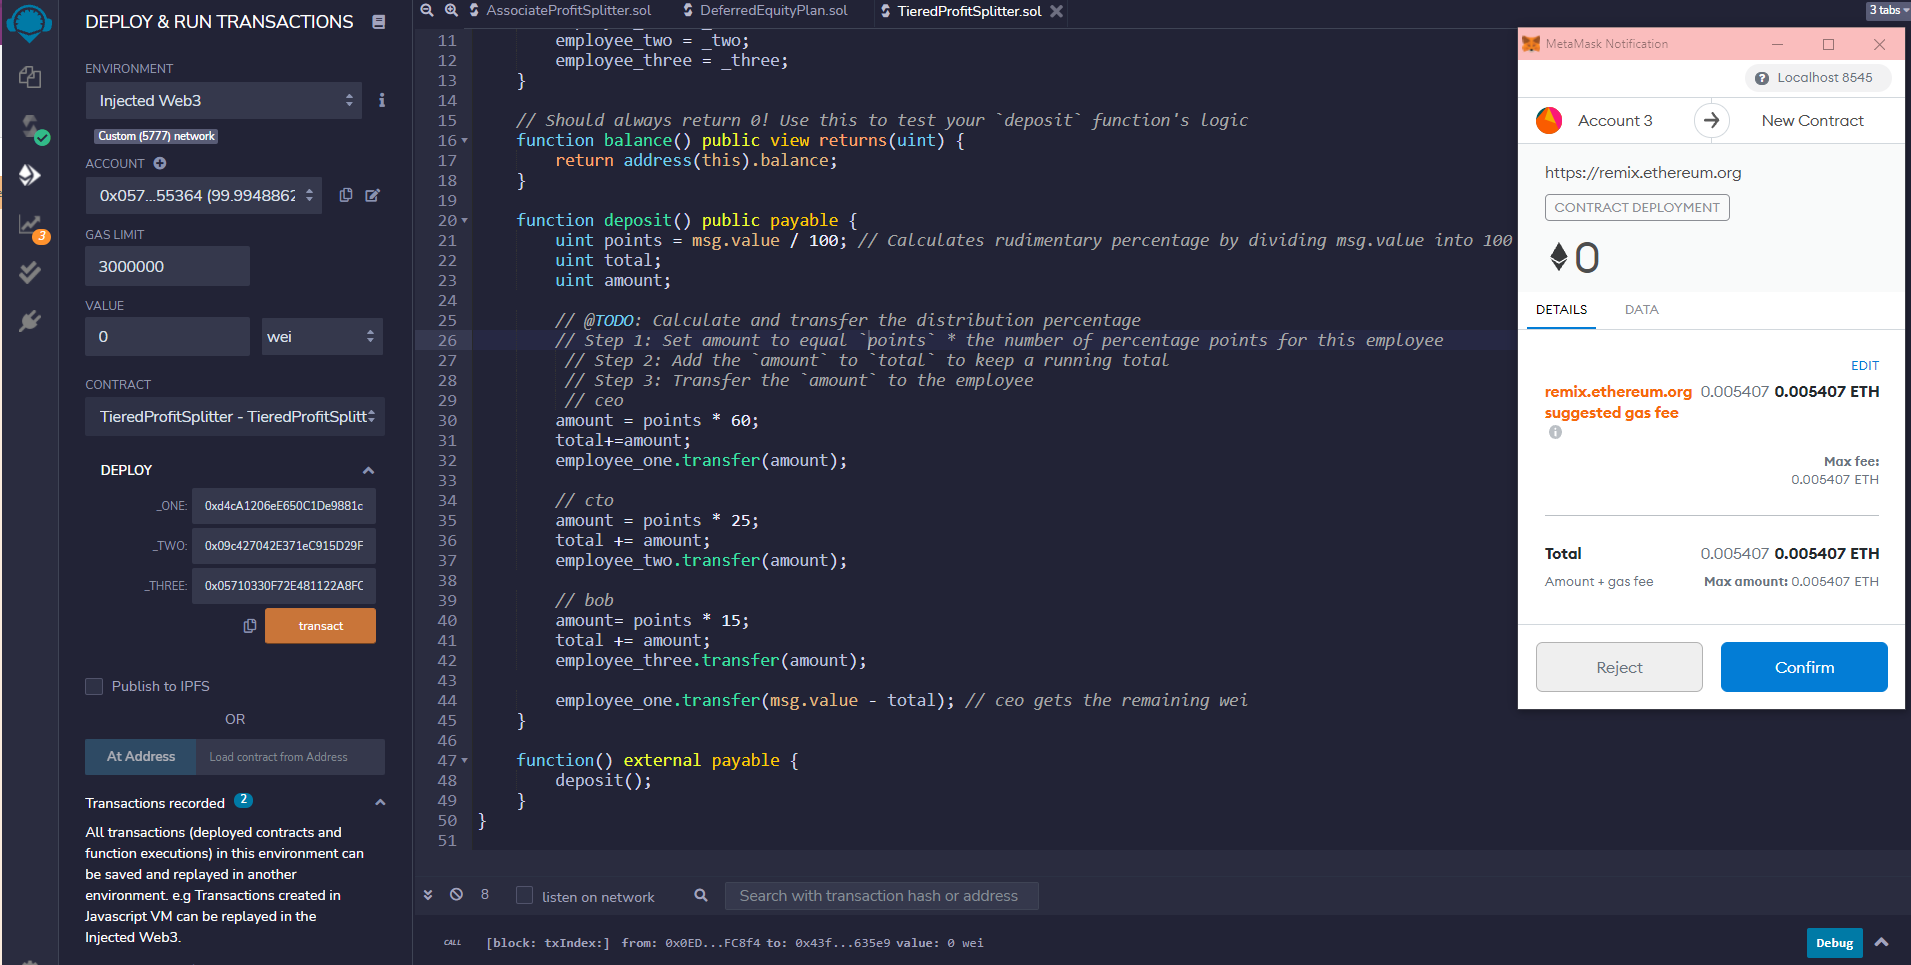 DEPLOY & RUN TRANSACTIONS
ENVIRONMENT
Injected Web3
Custom (5777) network
ACCOUNT
0x057...55364 (99.9948862
GAS LIMIT
3000000
VALUE
0
wei
CONTRACT
TieredProfitSplitter - TieredProfitSplitt
DEPLOY
_ONE: 0xd4cA1206eE650C1De9881c
_TWO: 0x09c427042E371eC915D29F
_THREE: 0x05710330F72E481122A8FC
transact
Publish to IPFS
OR
At Address Load contract from Address
Transactions recorded 2
All transactions (deployed contracts and
function executions) in this environment can
be saved and replayed in another
environment. e.g Transactions created in
Javascript VM can be replayed in the
Injected Web3.
3
AssociateProfitSplitter.sol DeferredEquityPlan.sol TieredProfitSplitter.sol
3 tabs
11 employee_two = _two;
12 employee_three = _three;
13 }
14
15 // Should always return 0! Use this to test your `deposit` function's logic
16 function balance() public view returns(uint) {
17 return address(this).balance;
18 }
19
20 function deposit() public payable {
21 uint points = msg.value / 100; // Calculates rudimentary percentage by dividing msg.value into 100
22 uint total;
23 uint amount;
24
25 // @TODO: Calculate and transfer the distribution percentage
26 // Step 1: Set amount to equal `points` * the number of percentage points for this employee
27 // Step 2: Add the `amount` to `total` to keep a running total
28 // Step 3: Transfer the `amount` to the employee
29 // ceo
30 amount = points * 60;
31 total+=amount;
32 employee_one.transfer(amount);
33
34 // cto
35 amount = points * 25;
36 total += amount;
37 employee_two.transfer(amount);
38
39 // bob
40 amount= points * 15;
41 total += amount;
42 employee_three.transfer(amount);
43
44 employee_one.transfer(msg.value - total); // ceo gets the remaining wei
45 }
46
47 function() external payable {
48 deposit();
49 }
50 }
51
8 listen on network Search with transaction hash or address
CALL [block: txIndex:] from: 0x0ED...FC8f4 to: 0x43f...635e9 value: 0 wei
Debug
MetaMask Notification
Localhost 8545
Account 3 New Contract
https://remix.ethereum.org
CONTRACT DEPLOYMENT
0
DETAILS DATA
EDIT
remix.ethereum.org 0.005407 0.005407 ETH
suggested gas fee
Max fee:
0.005407 ETH
Total 0.005407 0.005407 ETH
Amount + gas fee Max amount: 0.005407 ETH
Reject Confirm